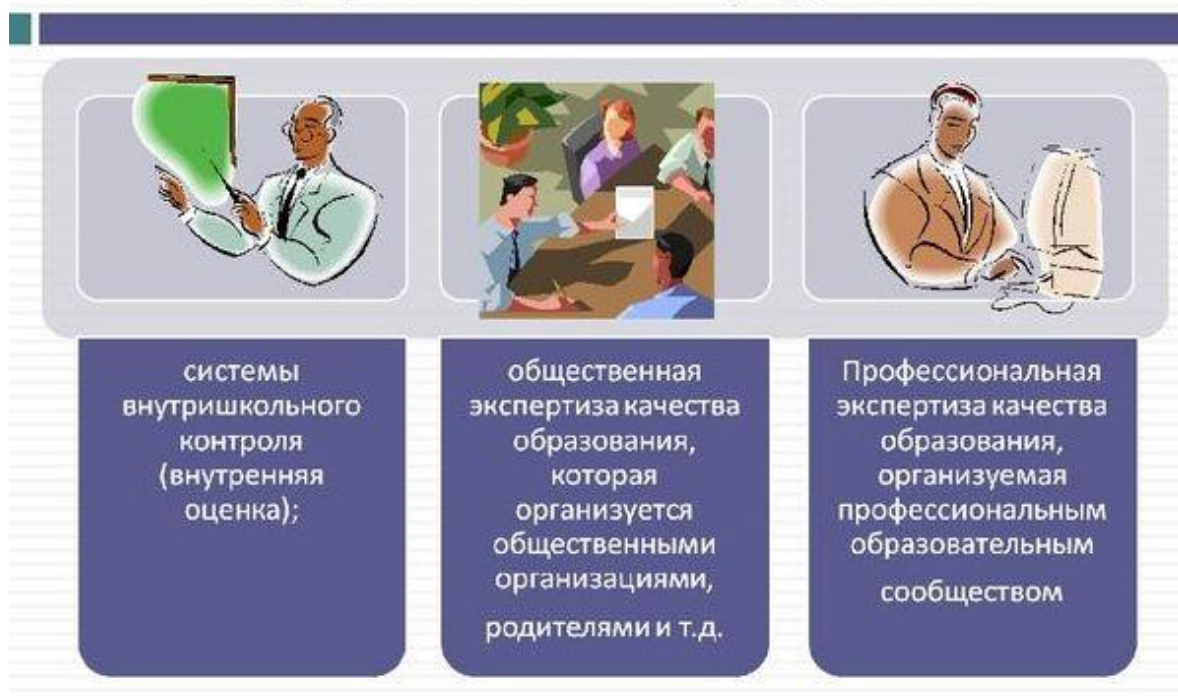 системы
внутришкольного
контроля
(внутренняя
оценка);
общественная
экспертиза качества
образования,
которая
организуется
общественными
организациями,
родителями и т.д.
Профессиональная
экспертиза качества
образования,
организуемая
профессиональным
образовательным
сообществом